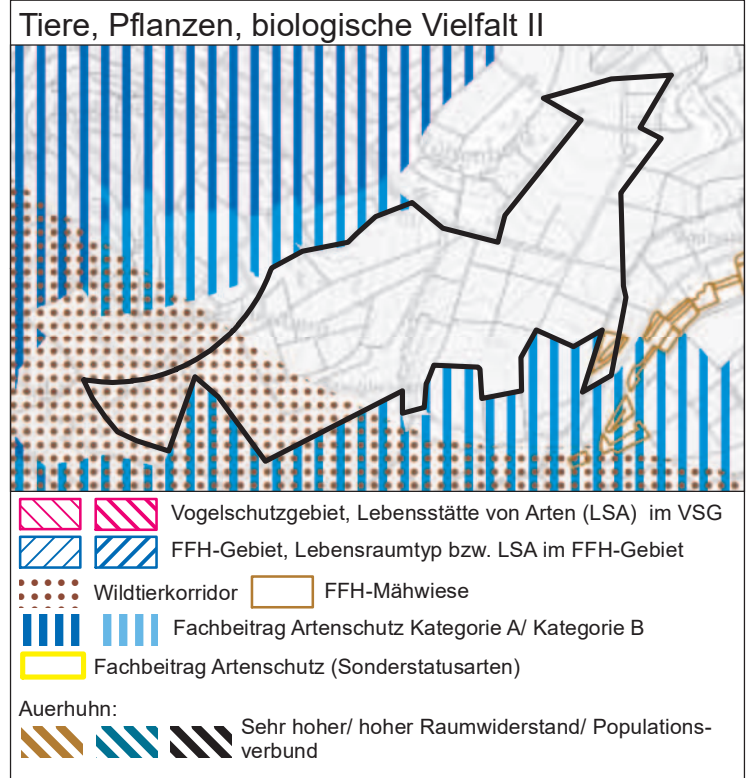 Tiere, Pflanzen, biologische Vielfalt II
Vogelschutzgebiet, Lebensstätte von Arten (LSA) im VSG
FFH-Gebiet, Lebensraumtyp bzw. LSA im FFH-Gebiet
Wildtierkorridor FFH-Mähwiese
Fachbeitrag Artenschutz Kategorie A/ Kategorie B
Fachbeitrag Artenschutz (Sonderstatusarten)
Auerhuhn:
Sehr hoher/ hoher Raumwiderstand/ Populations-
verbund